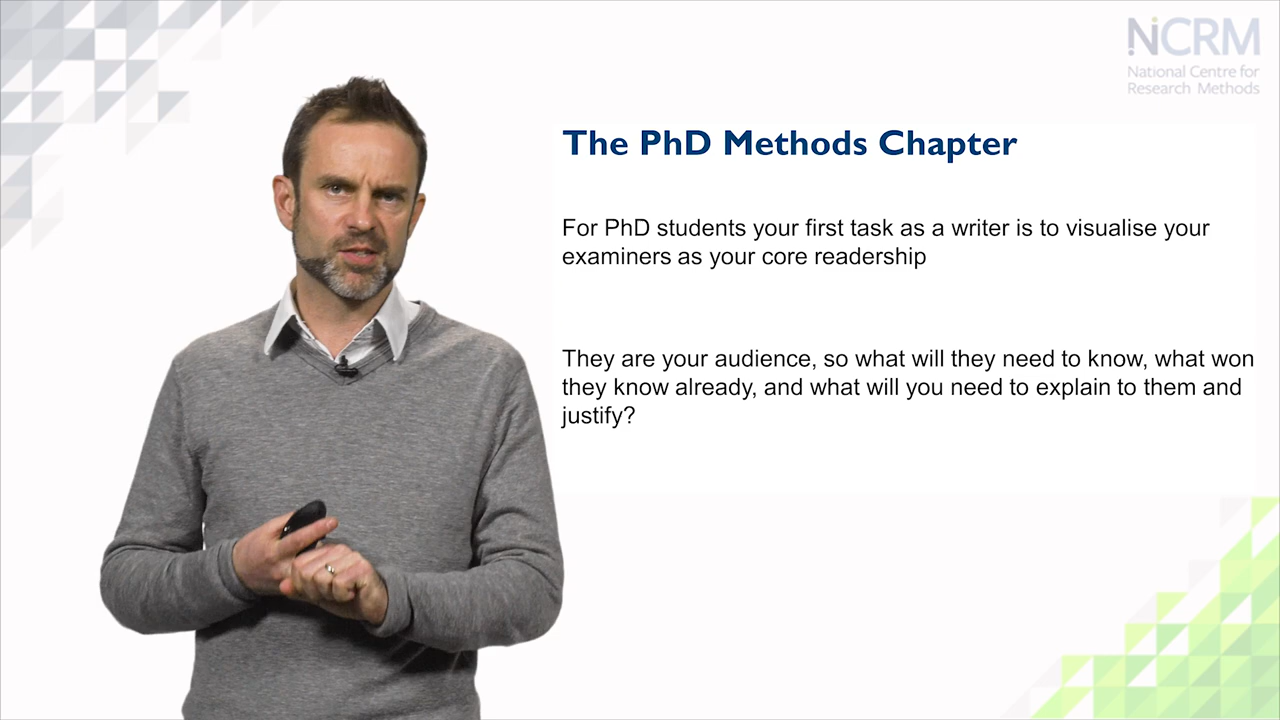 NCRM
National Centre for
Research Methods
The PhD Methods Chapter
For PhD students your first task as a writer is to visualise your
examiners as your core readership
They are your audience, so what will they need to know, what won
they know already, and what will you need to explain to them and
justify?